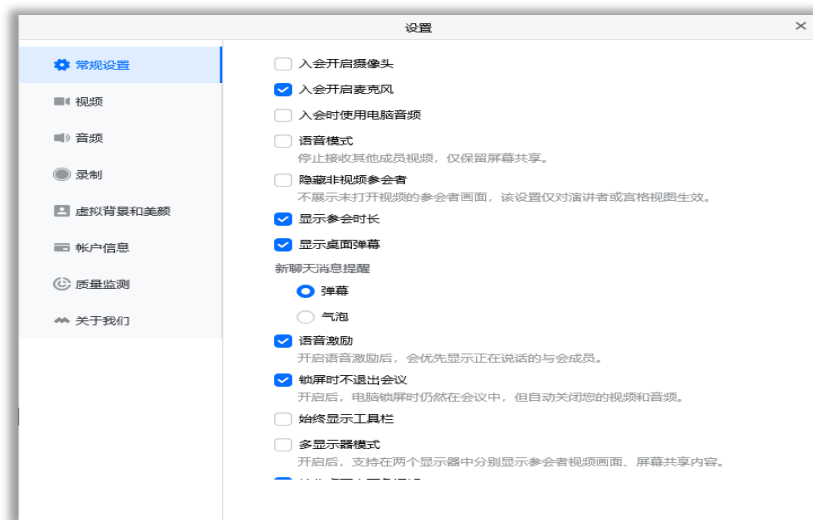 设置
常规设置
视频
音频
录制
虚拟背景和美颜
帐户信息
质量监测
关于我们
入会开启摄像头
入会开启麦克风
入会时使用电脑音频
语音模式
停止接收其他成员视频，仅保留屏幕共享。
隐藏非视频参会者
不展示未打开视频的参会者画面，该设置仅对演讲者或宫格视图生效。
显示参会时长
显示桌面弹幕
新聊天消息提醒
弹幕
气泡
语音激励
开启语音激励后，会优先显示正在说话的与会成员。
锁屏时不退出会议
开启后，电脑锁屏时仍然在会议中，但自动关闭您的视频和音频。
始终显示工具栏
多显示器模式
开启后，支持在两个显示器中分别显示参会者视频画面、屏幕共享内容。